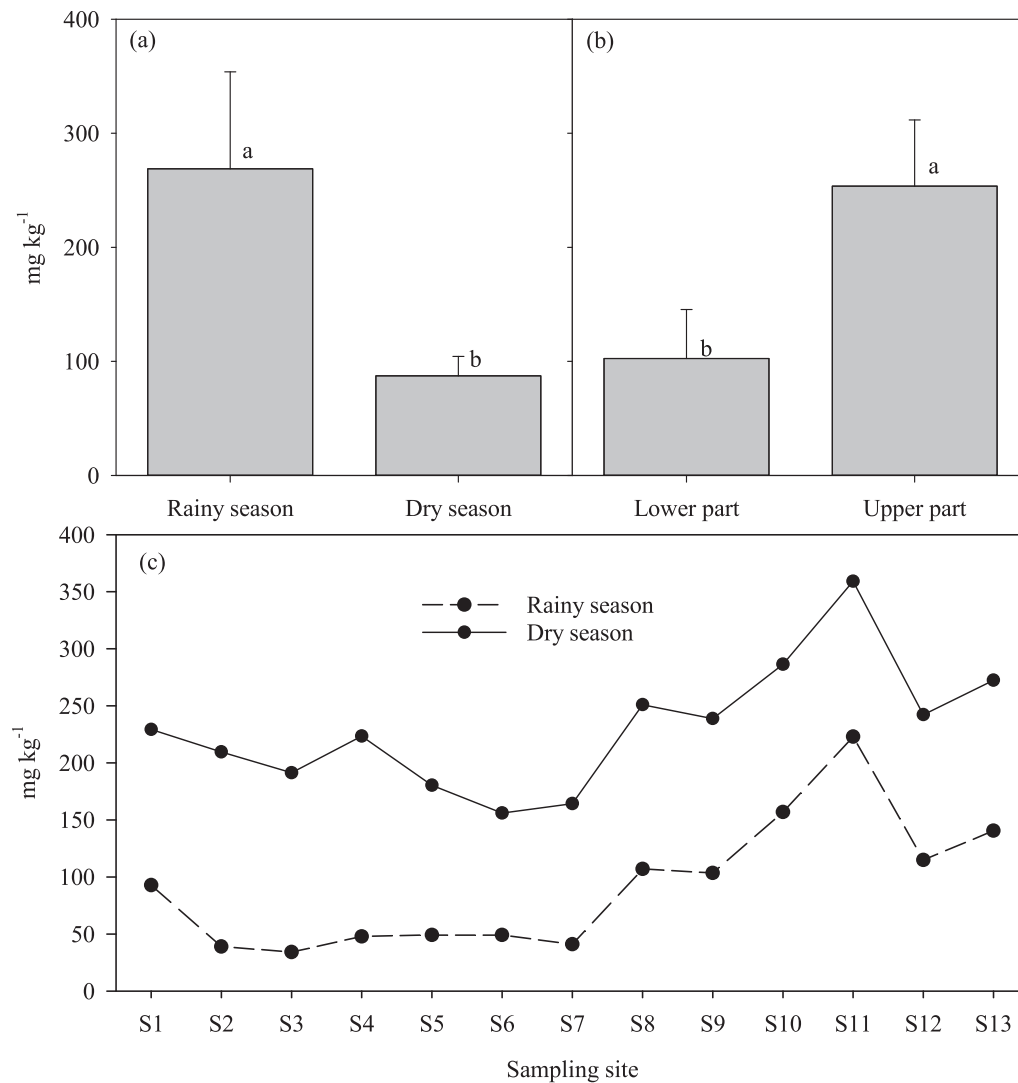 400
(a)
(b)
300
a
a
200
mg kg⁻¹
100
b
b
0
Rainy season
Dry season
Lower part
Upper part
400
(c)
350
Rainy season
Dry season
300
250
200
mg kg⁻¹
150
100
50
0
S1 S2 S3 S4 S5 S6 S7 S8 S9 S10 S11 S12 S13
Sampling site